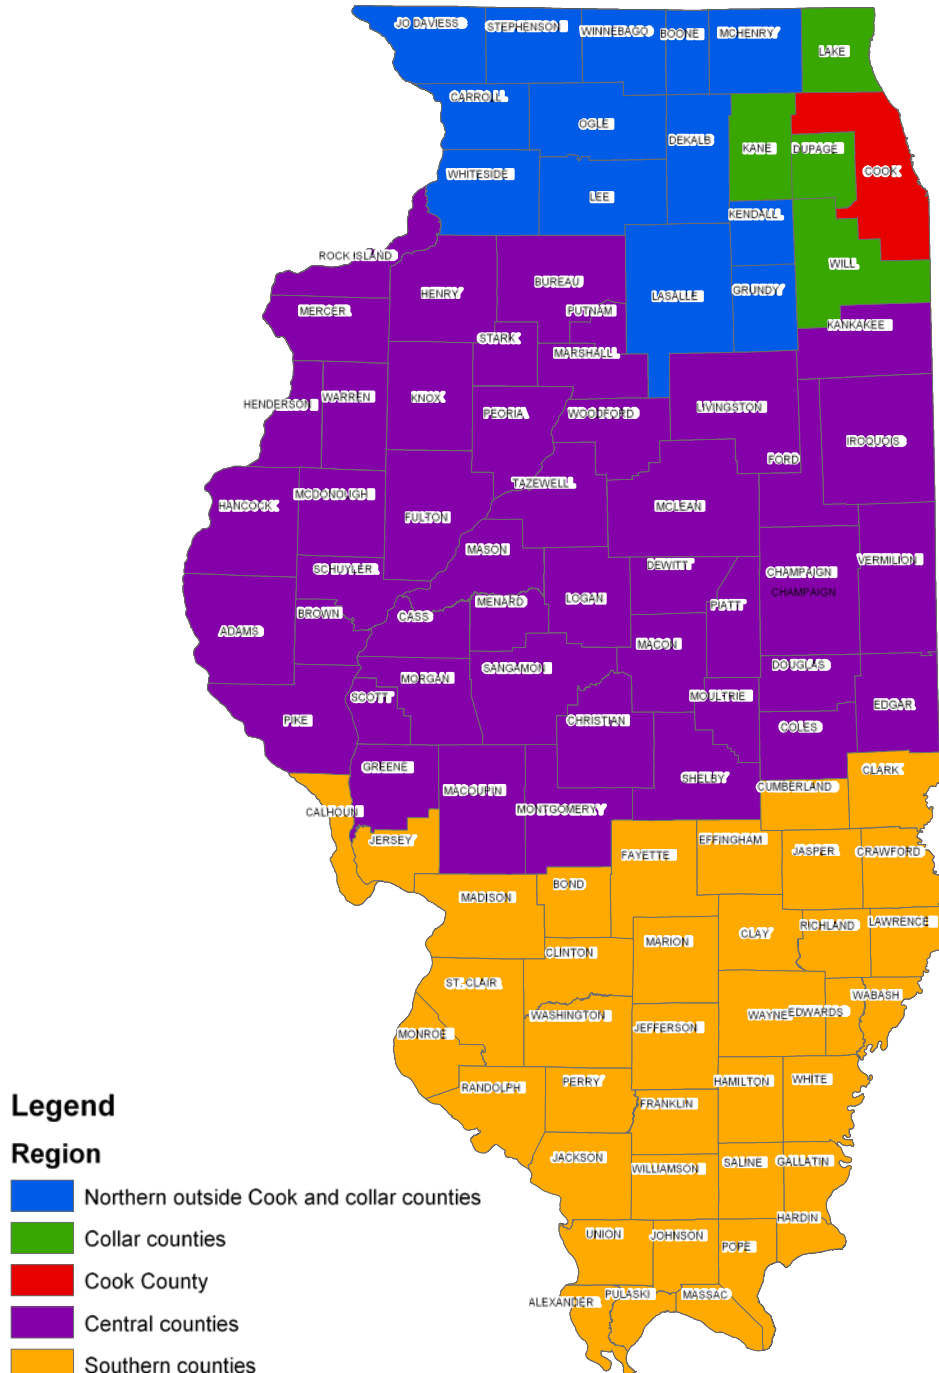 JO DAVIESS
STEPHENSON
WINNEBAGO
BOONE
MCHENRY
LAKE
CARROLL
OGLE
DEKALB
KANE
DUPAGE
COOK
WHITESIDE
LEE
KENDALL
ROCK ISLAND
WILL
HENRY
BUREAU
LASALLE
GRUNDY
MERCER
PUTNAM
KANKAKEE
STARK
MARSHALL
HENDERSON
WARREN
KNOX
PEORIA
WOODFORD
LIVINGSTON
IROQUOIS
FORD
HANCOCK
MCDONOUGH
FULTON
TAZEWELL
MCLEAN
MASON
SCHUYLER
DEWITT
CHAMPAIGN
CHAMPAIGN
VERMILION
BROWN
CASS
MENARD
LOGAN
PIATT
ADAMS
MACON
SANGAMON
DOUGLAS
MORGAN
SCOTT
MOULTRIE
EDGAR
PIKE
CHRISTIAN
COLES
GREENE
MACOUPIN
SHELBY
CLARK
CUMBERLAND
CALHOUN
MONTGOMERY
JERSEY
FAYETTE
EFFINGHAM
JASPER
CRAWFORD
MADISON
BOND
CLAY
RICHLAND
LAWRENCE
MARION
CLINTON
ST. CLAIR
WABASH
WASHINGTON
WAYNE
EDWARDS
MONROE
JEFFERSON
RANDOLPH
PERRY
HAMILTON
WHITE
FRANKLIN
JACKSON
WILLIAMSON
SALINE
GALLATIN
HARDIN
UNION
JOHNSON
POPE
ALEXANDER
PULASKI
MASSAC
Legend
Region
Northern outside Cook and collar counties
Collar counties
Cook County
Central counties
Southern counties